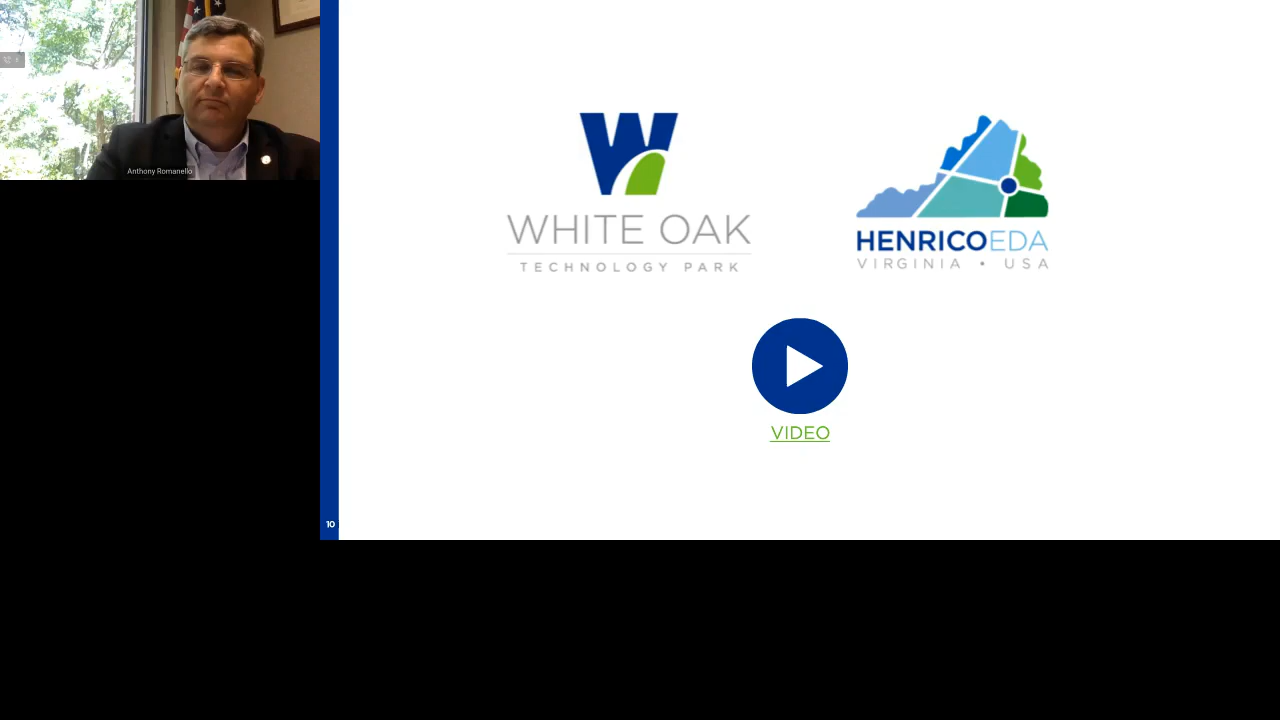 Anthony Romanello
W
WHITE OAK
TECHNOLOGY PARK
HENRICOEDA
VIRGINIA • USA
VIDEO
10